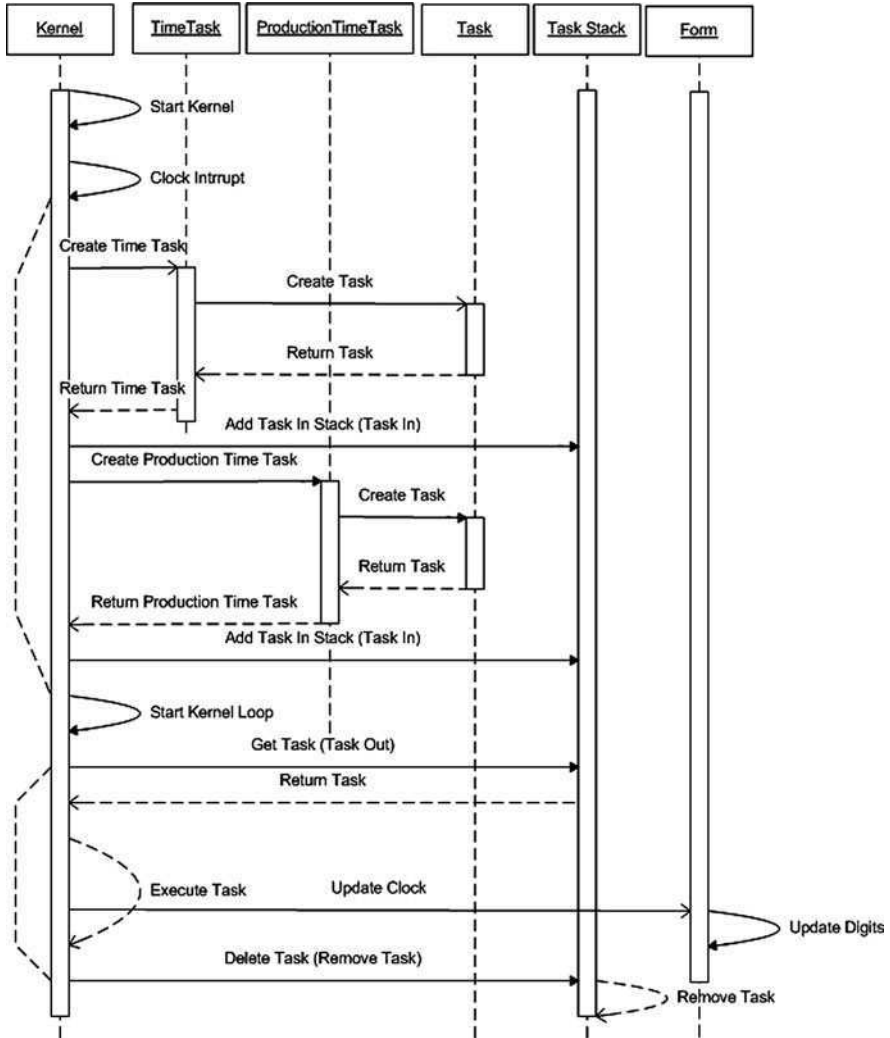 Kernel
TimeTask
ProductionTimeTask
Task
Task Stack
Form
Start Kernel
Clock Intrrupt
Create Time Task
Create Task
Return Task
Return Time Task
Add Task In Stack (Task In)
Create Production Time Task
Create Task
Return Task
Return Production Time Task
Add Task In Stack (Task In)
Start Kernel Loop
Get Task (Task Out)
Return Task
Execute Task
Update Clock
Update Digits
Delete Task (Remove Task)
Remove Task